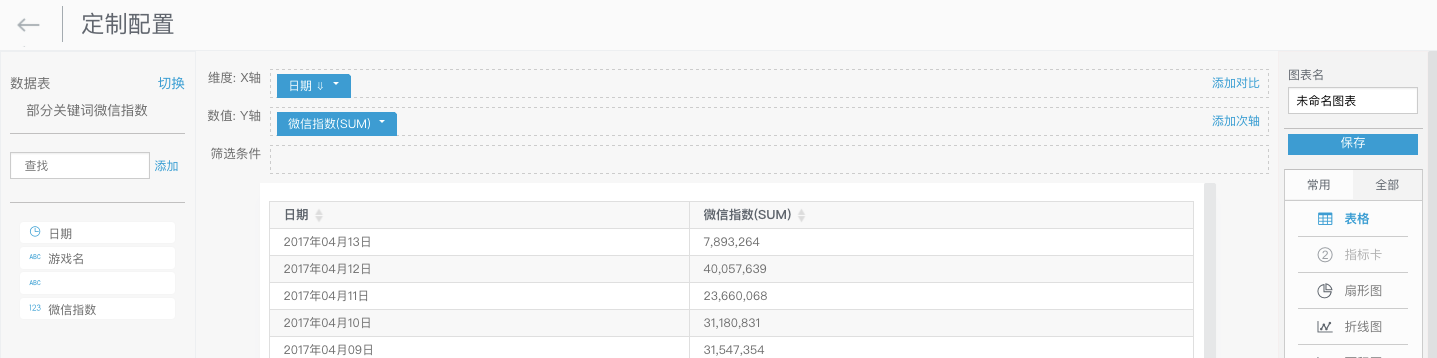 定制配置
数据表 切换
部分关键词微信指数
查找 添加
日期
ABC 游戏名
ABC
123 微信指数
维度: X轴 日期 添加对比
数值: Y轴 微信指数(SUM) 添加次轴
筛选条件
日期 微信指数(SUM)
2017年04月13日 7,893,264
2017年04月12日 40,057,639
2017年04月11日 23,660,068
2017年04月10日 31,180,831
2017年04月09日 31,547,354
图表名
未命名图表
保存
常用 全部
表格
2 指标卡
扇形图
折线图